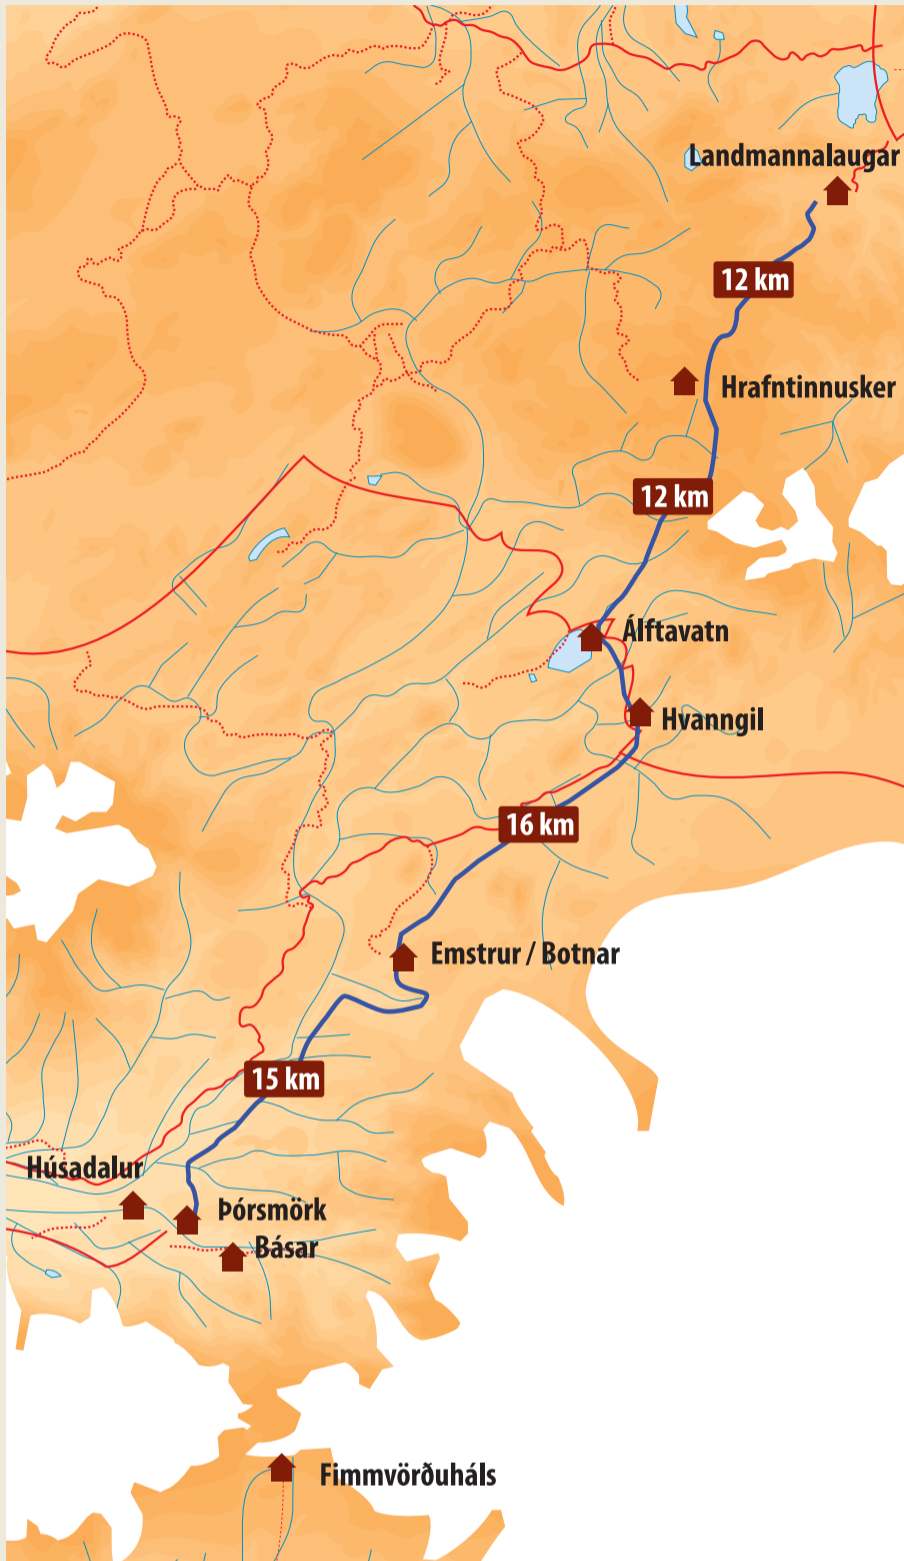 Landmannalaugar
12 km
Hrafntinnusker
12 km
Álftavatn
Hvanngil
16 km
Emstrur / Botnar
15 km
Húsadalur
Þórsmörk
Básar
Fimmvörðuháls